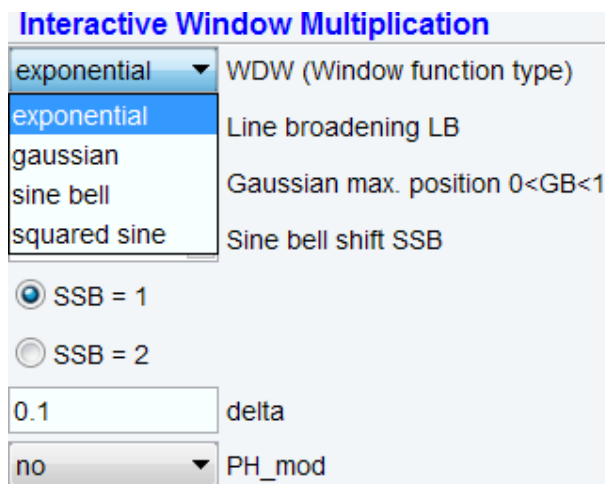 Interactive Window Multiplication
exponential WDW (Window function type)
exponential
Line broadening LB
gaussian
Gaussian max. position 0<GB<1
sine bell
squared sine
Sine bell shift SSB
SSB = 1
SSB = 2
0.1 delta
no PH_mod